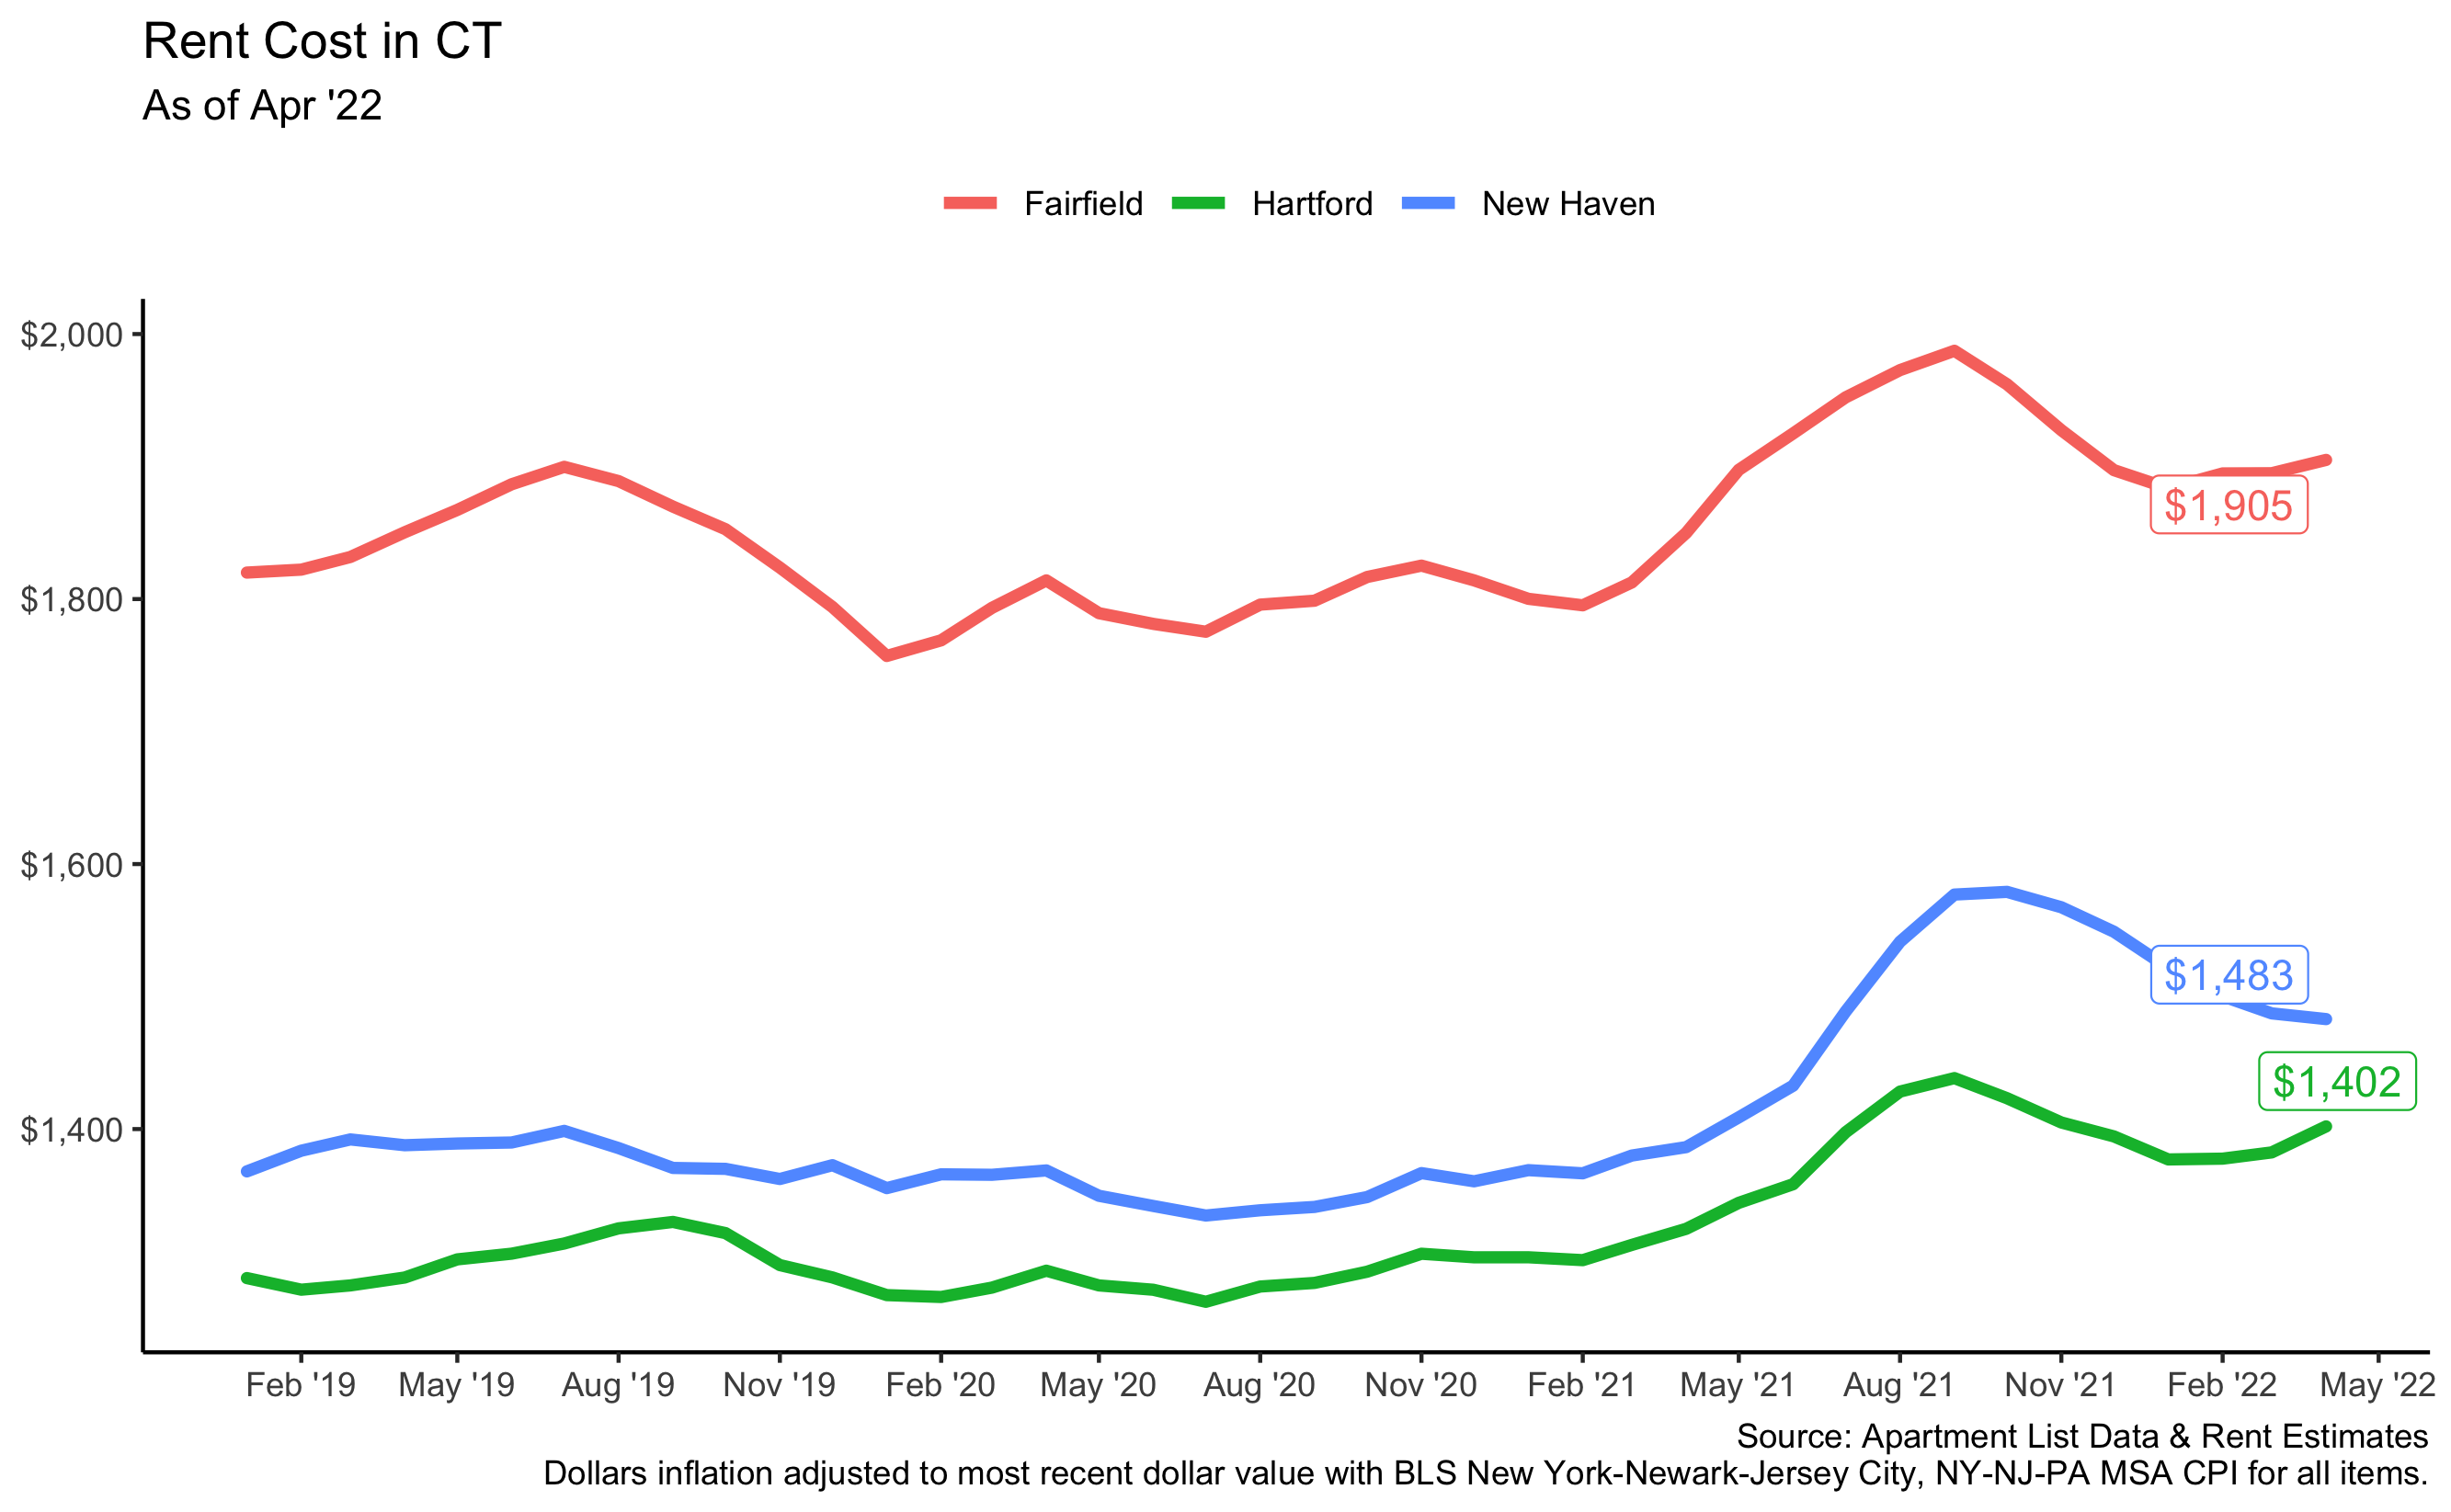 Rent Cost in CT
As of Apr '22
Fairfield Hartford New Haven
$2,000
$1,800
$1,600
$1,400
$1,905
$1,483
$1,402
Feb '19 May '19 Aug '19 Nov '19 Feb '20 May '20 Aug '20 Nov '20 Feb '21 May '21 Aug '21 Nov '21 Feb '22 May '22
Source: Apartment List Data & Rent Estimates
Dollars inflation adjusted to most recent dollar value with BLS New York-Newark-Jersey City, NY-NJ-PA MSA CPI for all items.